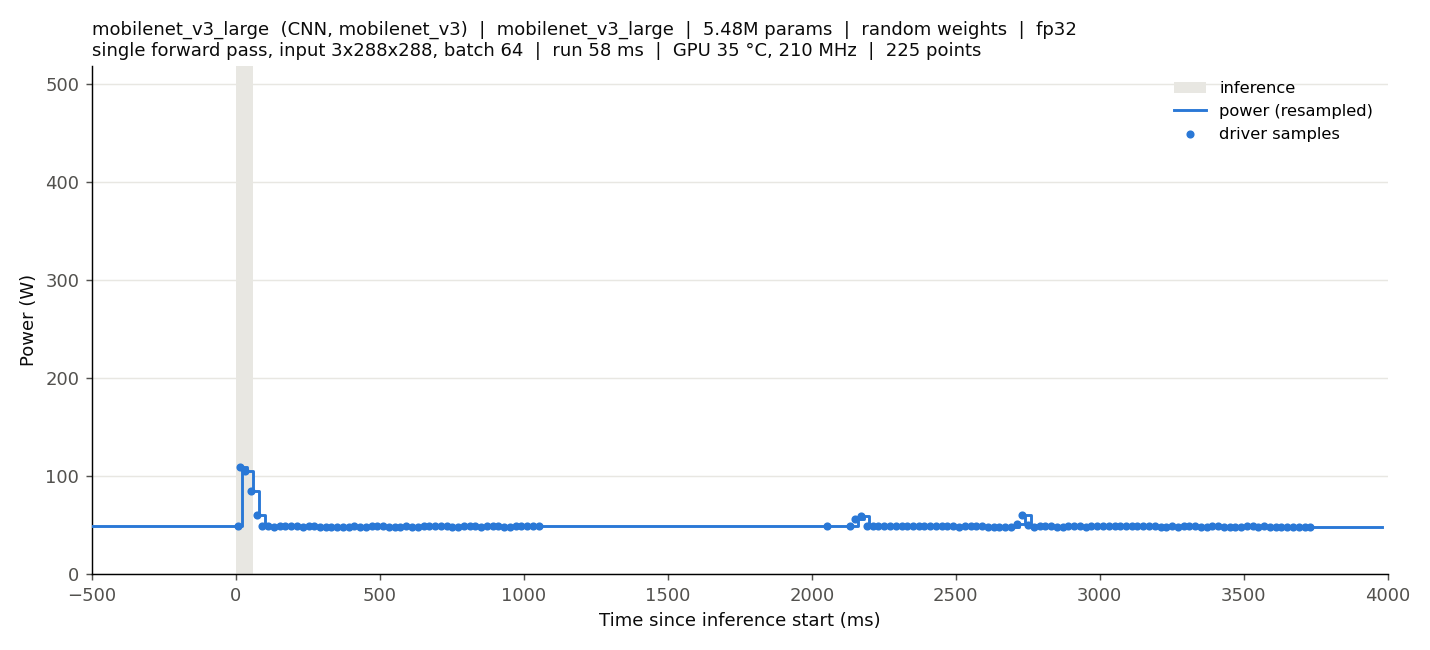 mobilenet_v3_large  (CNN, mobilenet_v3)  |  mobilenet_v3_large  |  5.48M params  |  random weights  |  fp32
single forward pass, input 3x288x288, batch 64  |  run 58 ms  |  GPU 35 °C, 210 MHz  |  225 points
inference
power (resampled)
driver samples
Power (W)
500
400
300
200
100
0
−500
0
500
1000
1500
2000
2500
3000
3500
4000
Time since inference start (ms)